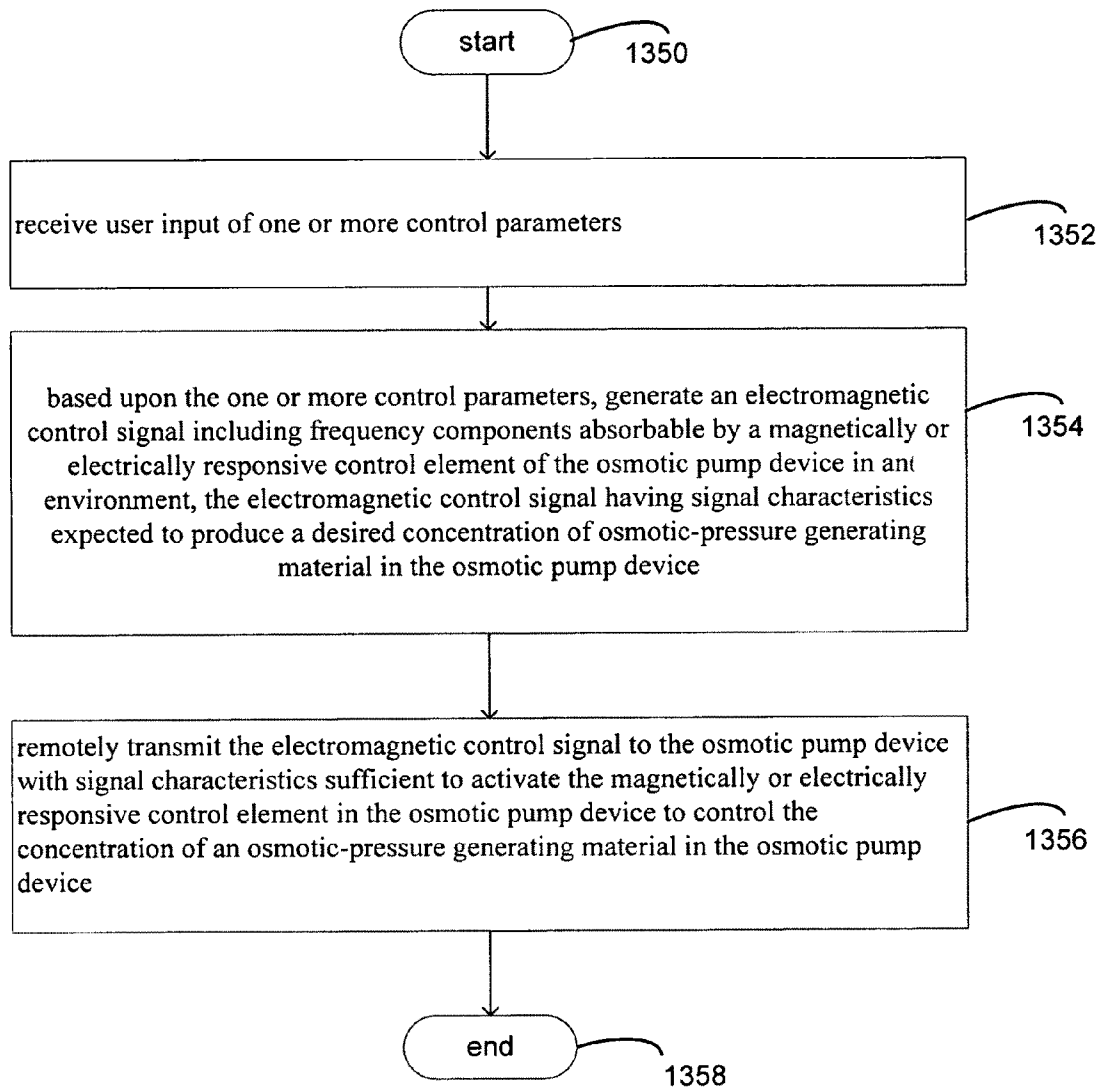 start
1350
receive user input of one or more control parameters
1352
based upon the one or more control parameters, generate an electromagnetic
control signal including frequency components absorbable by a magnetically or
electrically responsive control element of the osmotic pump device in an
environment, the electromagnetic control signal having signal characteristics
expected to produce a desired concentration of osmotic-pressure generating
material in the osmotic pump device
1354
remotely transmit the electromagnetic control signal to the osmotic pump device
with signal characteristics sufficient to activate the magnetically or electrically
responsive control element in the osmotic pump device to control the
concentration of an osmotic-pressure generating material in the osmotic pump
device
1356
end
1358